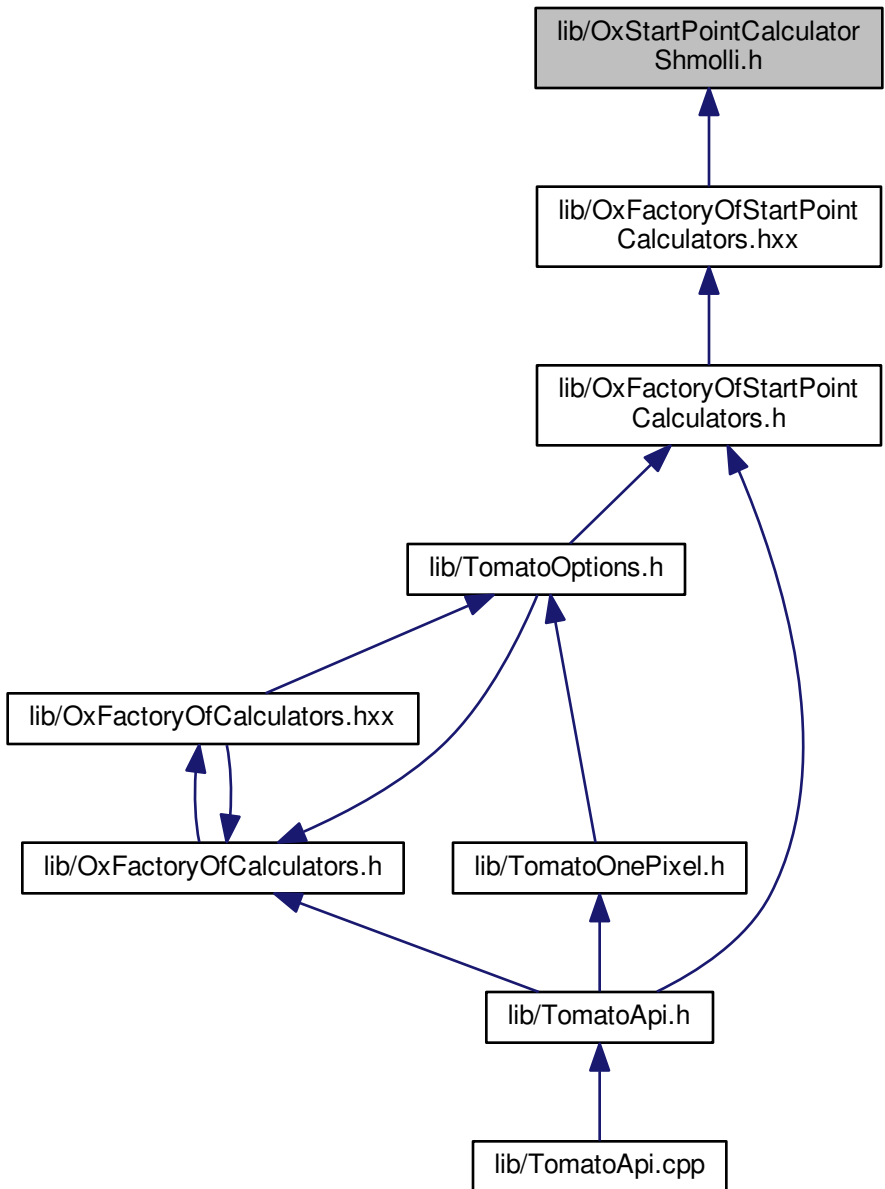 lib/OxStartPointCalculator
Shmolli.h
lib/OxFactoryOfStartPoint
Calculators.hxx
lib/OxFactoryOfStartPoint
Calculators.h
lib/TomatoOptions.h
lib/OxFactoryOfCalculators.hxx
lib/OxFactoryOfCalculators.h
lib/TomatoOnePixel.h
lib/TomatoApi.h
lib/TomatoApi.cpp